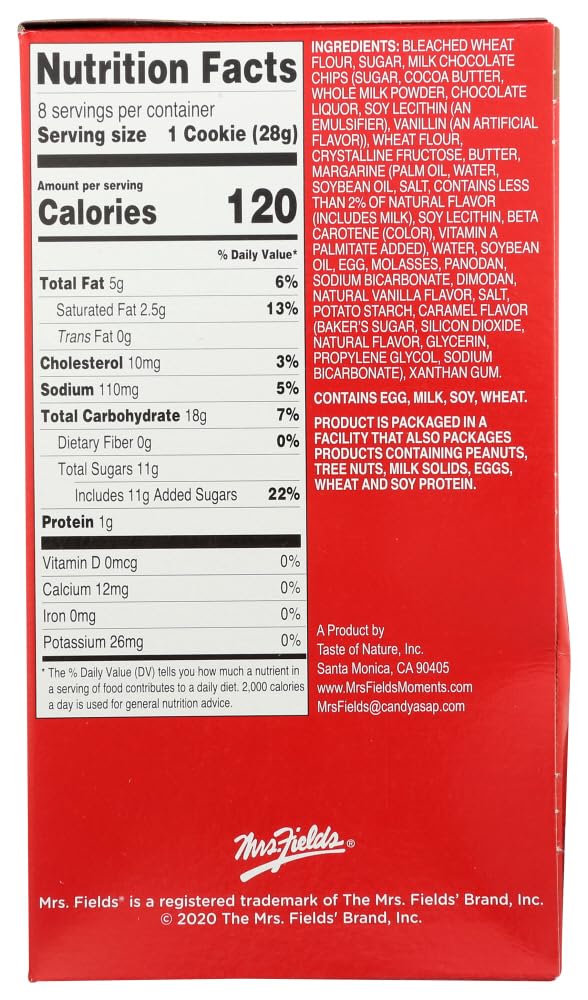 Nutrition Facts
8 servings per container
Serving size 1 Cookie (28g)
Amount per serving
Calories 120
% Daily Value*
Total Fat 5g 6%
Saturated Fat 2.5g 13%
Trans Fat 0g
Cholesterol 10mg 3%
Sodium 110mg 5%
Total Carbohydrate 18g 7%
Dietary Fiber 0g 0%
Total Sugars 11g
Includes 11g Added Sugars 22%
Protein 1g
Vitamin D 0mcg 0%
Calcium 12mg 0%
Iron 0mg 0%
Potassium 26mg 0%
* The % Daily Value (DV) tells you how much a nutrient in
a serving of food contributes to a daily diet. 2,000 calories
a day is used for general nutrition advice.
INGREDIENTS: BLEACHED WHEAT
FLOUR, SUGAR, MILK CHOCOLATE
CHIPS (SUGAR, COCOA BUTTER,
WHOLE MILK POWDER, CHOCOLATE
LIQUOR, SOY LECITHIN (AN
EMULSIFIER), VANILLIN (AN ARTIFICIAL
FLAVOR)), WHEAT FLOUR,
CRYSTALLINE FRUCTOSE, BUTTER,
MARGARINE (PALM OIL, WATER,
SOYBEAN OIL, SALT, CONTAINS LESS
THAN 2% OF NATURAL FLAVOR
(INCLUDES MILK), SOY LECITHIN, BETA
CAROTENE (COLOR), VITAMIN A
PALMITATE ADDED), WATER, SOYBEAN
OIL, EGG, MOLASSES, PANODAN,
SODIUM BICARBONATE, DIMODAN,
NATURAL VANILLA FLAVOR, SALT,
POTATO STARCH, CARAMEL FLAVOR
(BAKER'S SUGAR, SILICON DIOXIDE,
NATURAL FLAVOR, GLYCERIN,
PROPYLENE GLYCOL, SODIUM
BICARBONATE), XANTHAN GUM.
CONTAINS EGG, MILK, SOY, WHEAT.
PRODUCT IS PACKAGED IN A
FACILITY THAT ALSO PACKAGES
PRODUCTS CONTAINING PEANUTS,
TREE NUTS, MILK SOLIDS, EGGS,
WHEAT AND SOY PROTEIN.
A Product by
Taste of Nature, Inc.
Santa Monica, CA 90405
www.MrsFieldsMoments.com
MrsFields@candyasap.com
Mrs. Fields ®
Mrs. Fields® is a registered trademark of The Mrs. Fields' Brand, Inc.
© 2020 The Mrs. Fields' Brand, Inc.